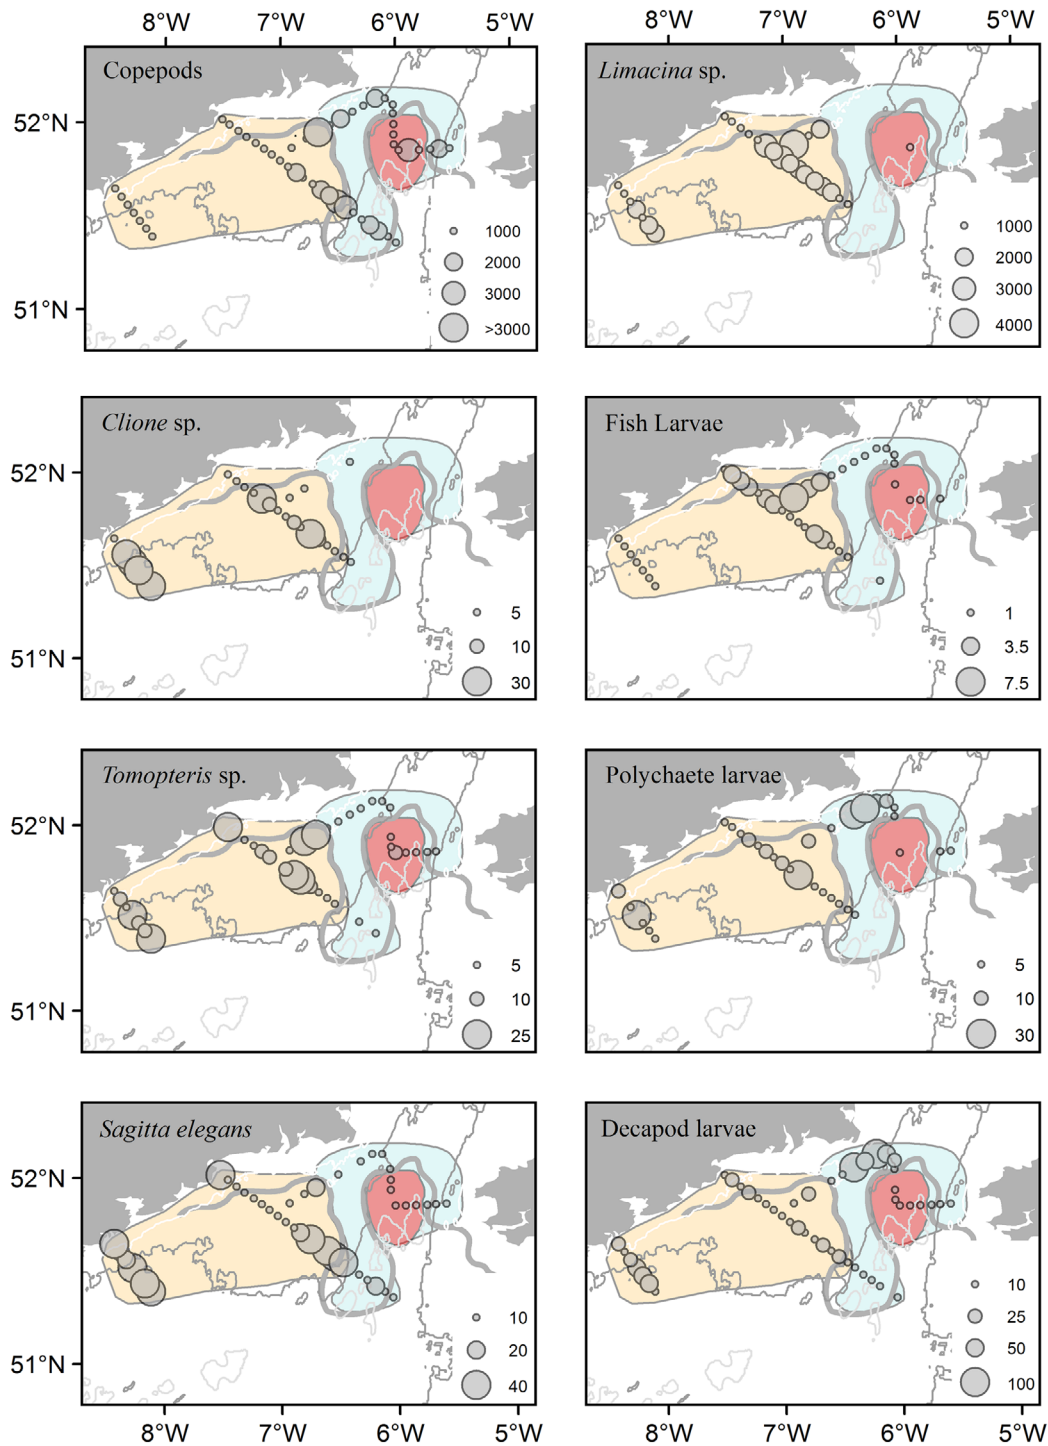 8°W 7°W 6°W 5°W 8°W 7°W 6°W 5°W
Copepods
Limacina sp.
52°N
51°N
1000
2000
3000
>3000
1000
2000
3000
4000
Clione sp.
Fish Larvae
52°N
51°N
5
10
30
1
3.5
7.5
Tomopteris sp.
Polychaete larvae
52°N
51°N
5
10
25
5
10
30
Sagitta elegans
Decapod larvae
52°N
51°N
10
20
40
10
25
50
100
8°W 7°W 6°W 5°W 8°W 7°W 6°W 5°W